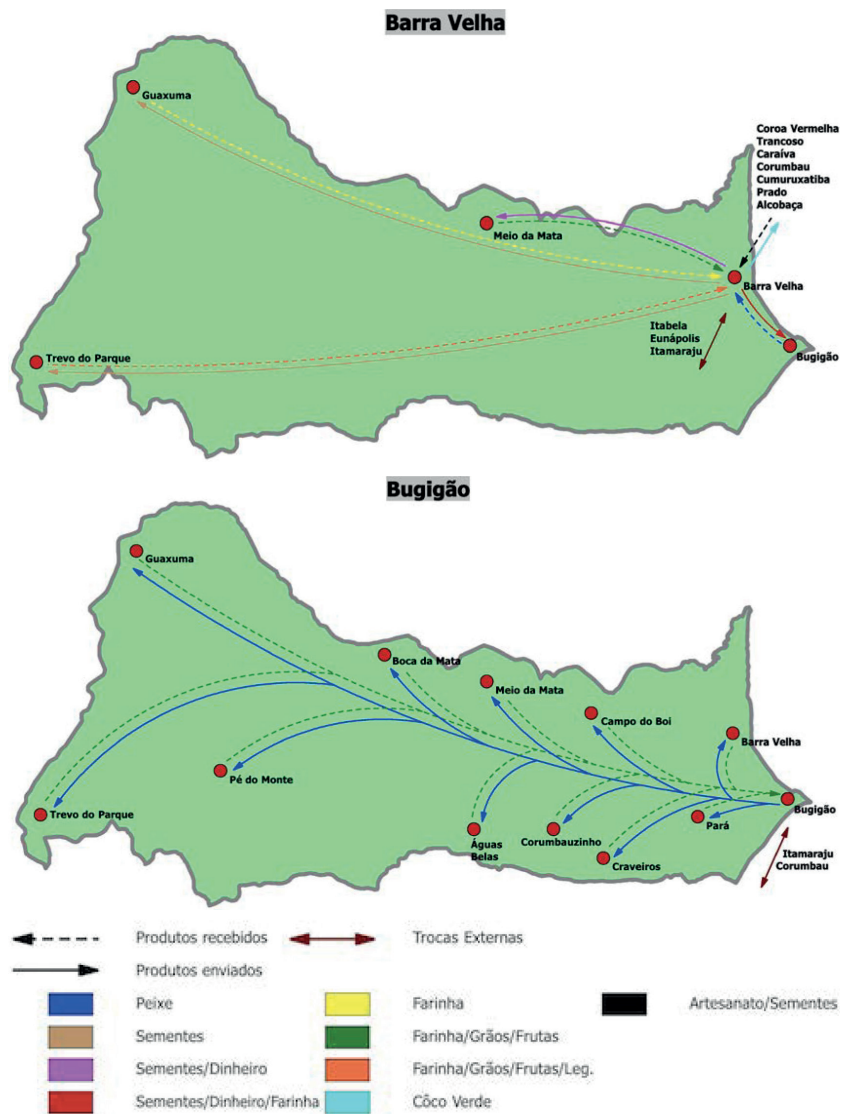 Barra Velha
Guaxuma
Coroa Vermelha
Trancoso
Caraíva
Corumbau
Cumuruxatiba
Prado
Alcobaça
Meio da Mata
Barra Velha
Itabela
Eunápolis
Itamaraju
Trevo do Parque
Bugigão
Bugigão
Guaxuma
Boca da Mata
Meio da Mata
Campo do Boi
Barra Velha
Pé do Monte
Trevo do Parque
Bugigão
Pará
Águas
Belas
Corumbauzinho
Craveiros
Itamaraju
Corumbau
Produtos recebidos
Trocas Externas
Produtos enviados
Peixe
Farinha
Artesanato/Sementes
Sementes
Farinha/Grãos/Frutas
Sementes/Dinheiro
Farinha/Grãos/Frutas/Leg.
Sementes/Dinheiro/Farinha
Côco Verde